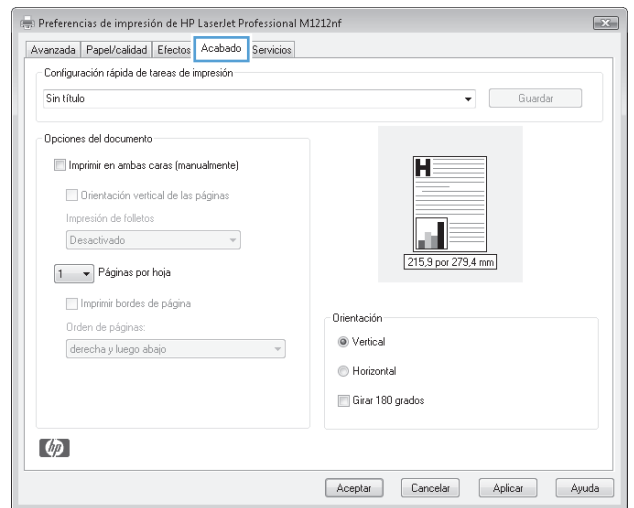 Preferencias de impresión de HP LaserJet Professional M1212nf
Avanzada Papel/calidad Efectos Acabado Servicios
Configuración rápida de tareas de impresión
Sin título Guardar
Opciones del documento
Imprimir en ambas caras (manualmente)
Orientación vertical de las páginas
Impresión de folletos
Desactivado
1 Páginas por hoja
Imprimir bordes de página
Orden de páginas:
derecha y luego abajo
H
215,9 por 279,4 mm
Orientación
Vertical
Horizontal
Girar 180 grados
hp
Aceptar Cancelar Aplicar Ayuda